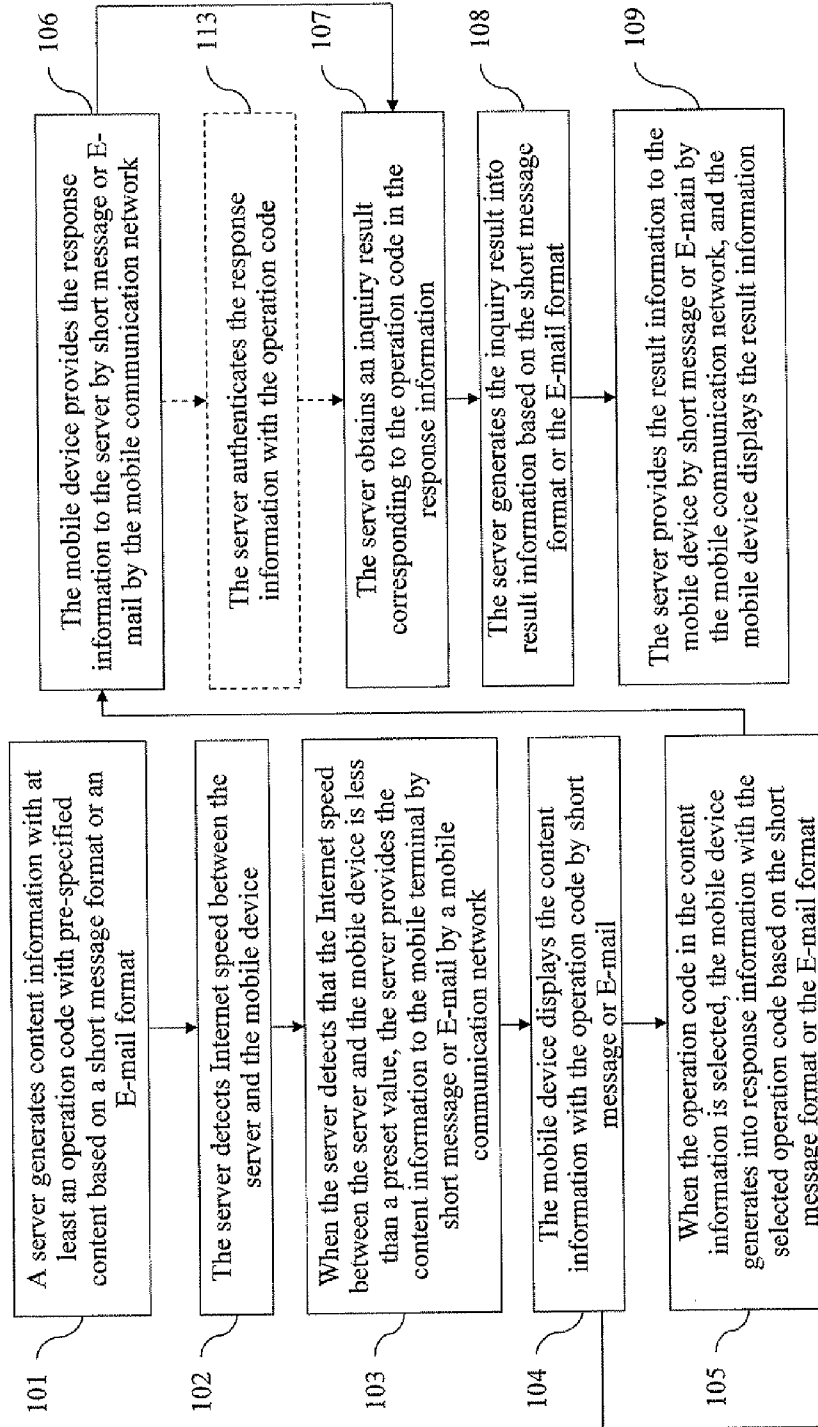 101
A server generates content information with at
least an operation code with pre-specified
content based on a short message format or an
E-mail format
102
The server detects Internet speed between the
server and the mobile device
103
When the server detects that the Internet speed
between the server and the mobile device is less
than a preset value, the server provides the
content information to the mobile terminal by
short message or E-mail by a mobile
communication network
104
The mobile device displays the content
information with the operation code by short
message or E-mail
105
When the operation code in the content
information is selected, the mobile device
generates into response information with the
selected operation code based on the short
message format or the E-mail format
106
The mobile device provides the response
information to the server by short message or E-
mail by the mobile communication network
113
The server authenticates the response
information with the operation code
107
The server obtains an inquiry result
corresponding to the operation code in the
response information
108
The server generates the inquiry result into
result information based on the short message
format or the E-mail format
109
The server provides the result information to the
mobile device by short message or E-main by
the mobile communication network, and the
mobile device displays the result information